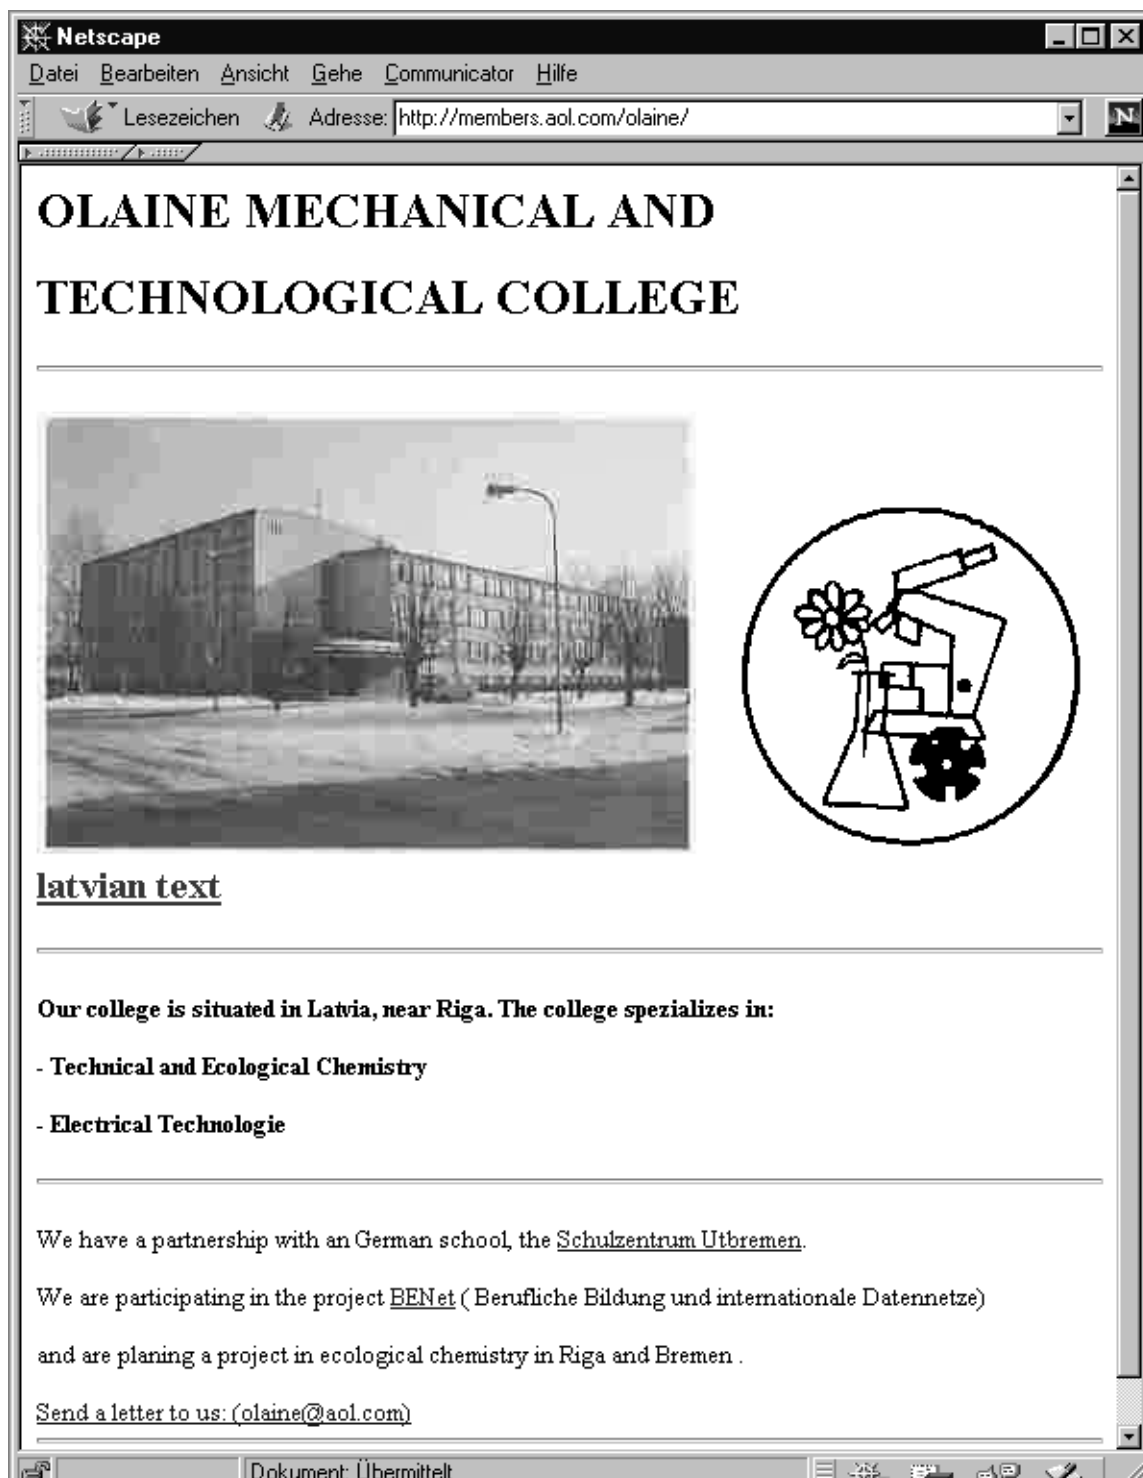 Netscape
Datei Bearbeiten Ansicht Gehe Communicator Hilfe
Lesezeichen Adresse: http://members.aol.com/olaine/ N
OLAINE MECHANICAL AND
TECHNOLOGICAL COLLEGE
latvian text
Our college is situated in Latvia, near Riga. The college spezializes in:
- Technical and Ecological Chemistry
- Electrical Technologie
We have a partnership with an German school, the Schulzentrum Utbremen.
We are participating in the project BENet ( Berufliche Bildung und internationale Datennetze)
and are planing a project in ecological chemistry in Riga and Bremen .
Send a letter to us: (olaine@aol.com)
Dokument: Übermittelt